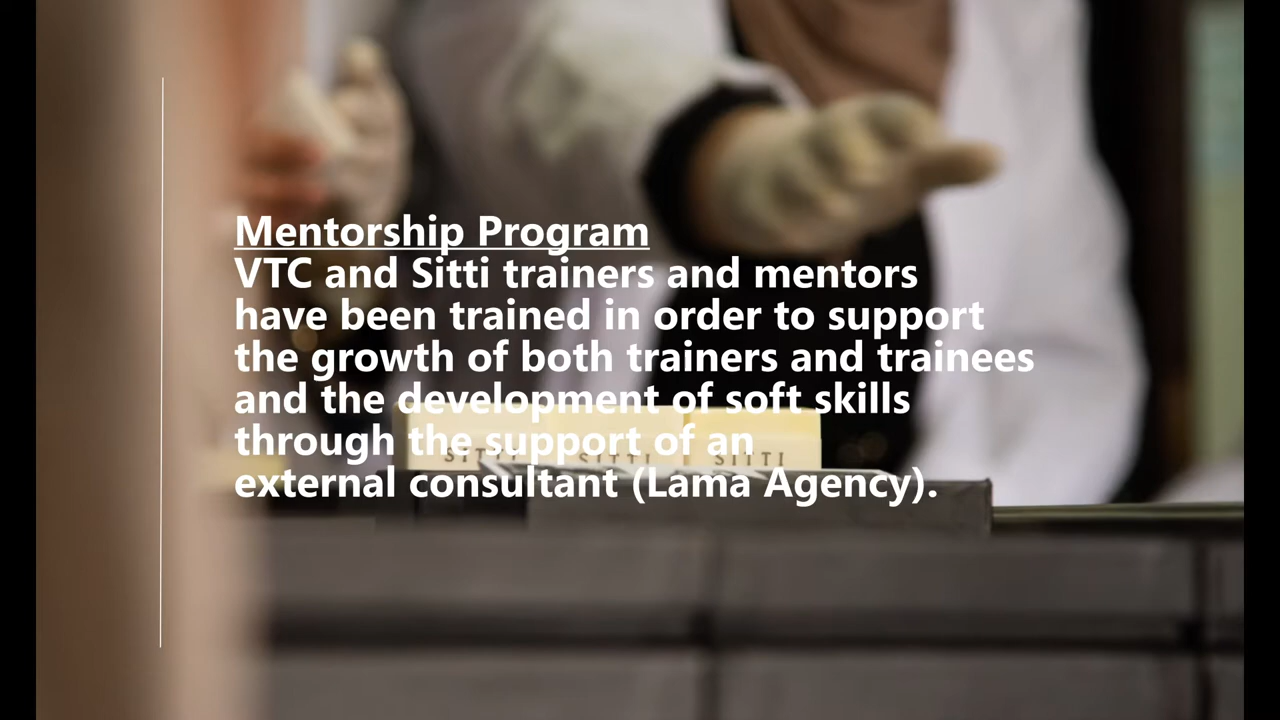 Mentorship Program
VTC and Sitti trainers and mentors
have been trained in order to support
the growth of both trainers and trainees
and the development of soft skills
through the support of an
external consultant (Lama Agency).
SITTI SITTI SITTI